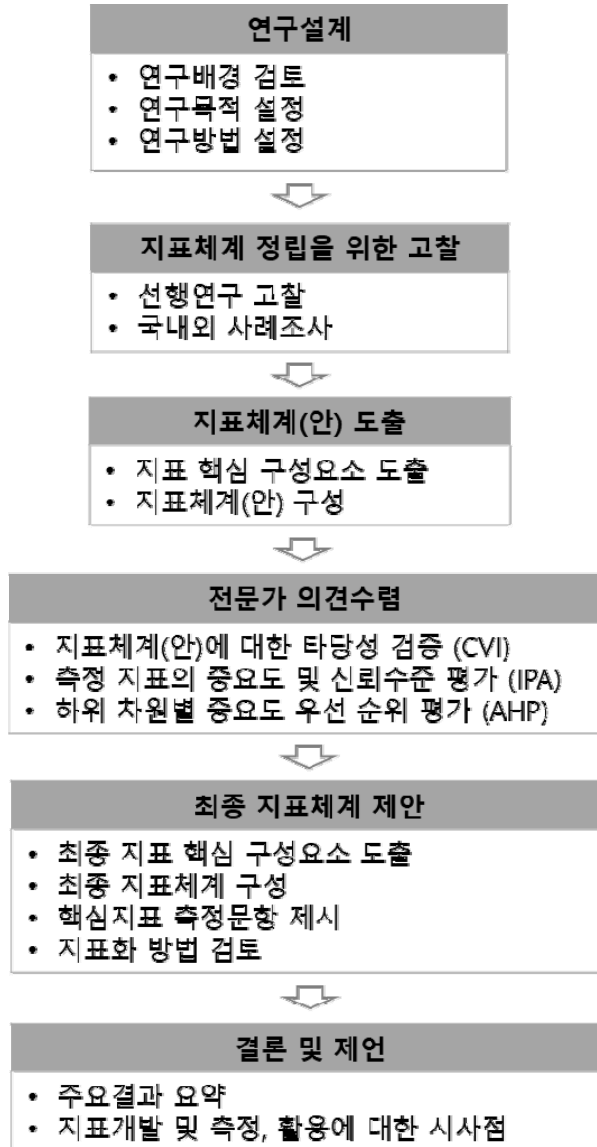 연구설계
• 연구배경 검토
• 연구목적 설정
• 연구방법 설정
지표체계 정립을 위한 고찰
• 선행연구 고찰
• 국내외 사례조사
지표체계(안) 도출
• 지표 핵심 구성요소 도출
• 지표체계(안) 구성
전문가 의견수렴
• 지표체계(안)에 대한 타당성 검증 (CVI)
• 측정 지표의 중요도 및 신뢰수준 평가 (IPA)
• 하위 차원별 중요도 우선 순위 평가 (AHP)
최종 지표체계 제안
• 최종 지표 핵심 구성요소 도출
• 최종 지표체계 구성
• 핵심지표 측정문항 제시
• 지표화 방법 검토
결론 및 제언
• 주요결과 요약
• 지표개발 및 측정, 활용에 대한 시사점